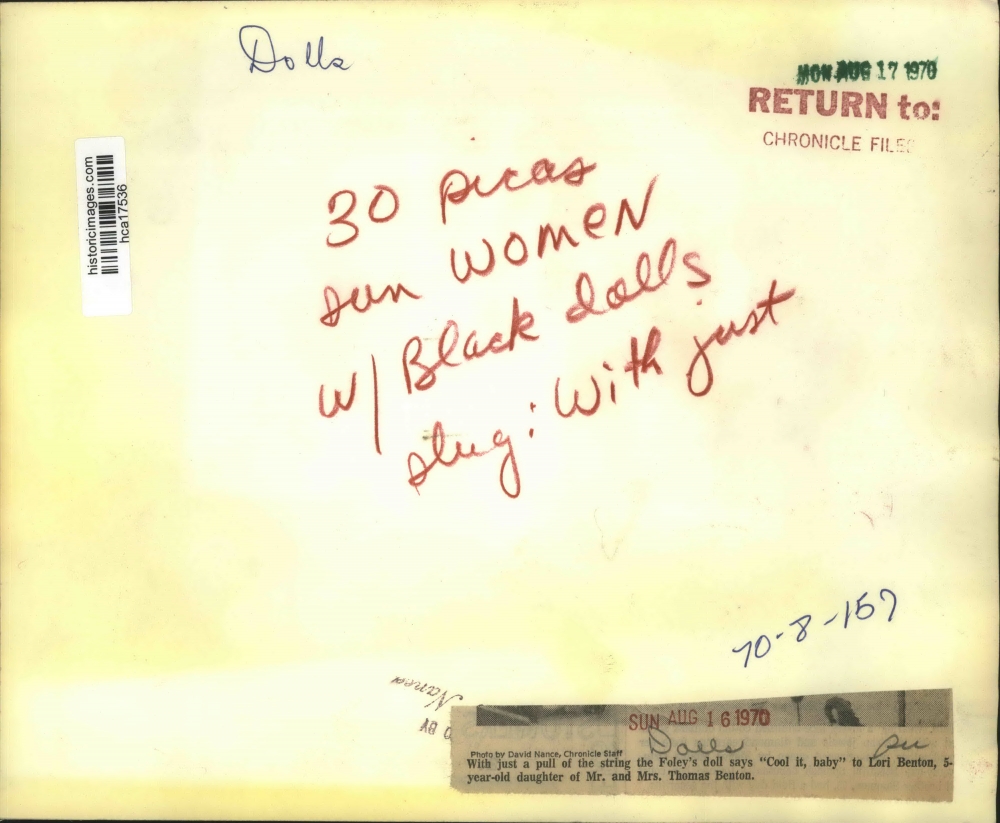 Dolls
MON AUG 17 1970
RETURN to:
CHRONICLE FILES
historicimages.com
hca17536
30 picas
sun WOMEN
w/ Black dolls
slug: With just
70-8-157
Nance
BY
SUN AUG 16 1970
Dolls
Photo by David Nance, Chronicle Staff
With just a pull of the string the Foley's doll says "Cool it, baby" to Lori Benton, 5-
year-old daughter of Mr. and Mrs. Thomas Benton.